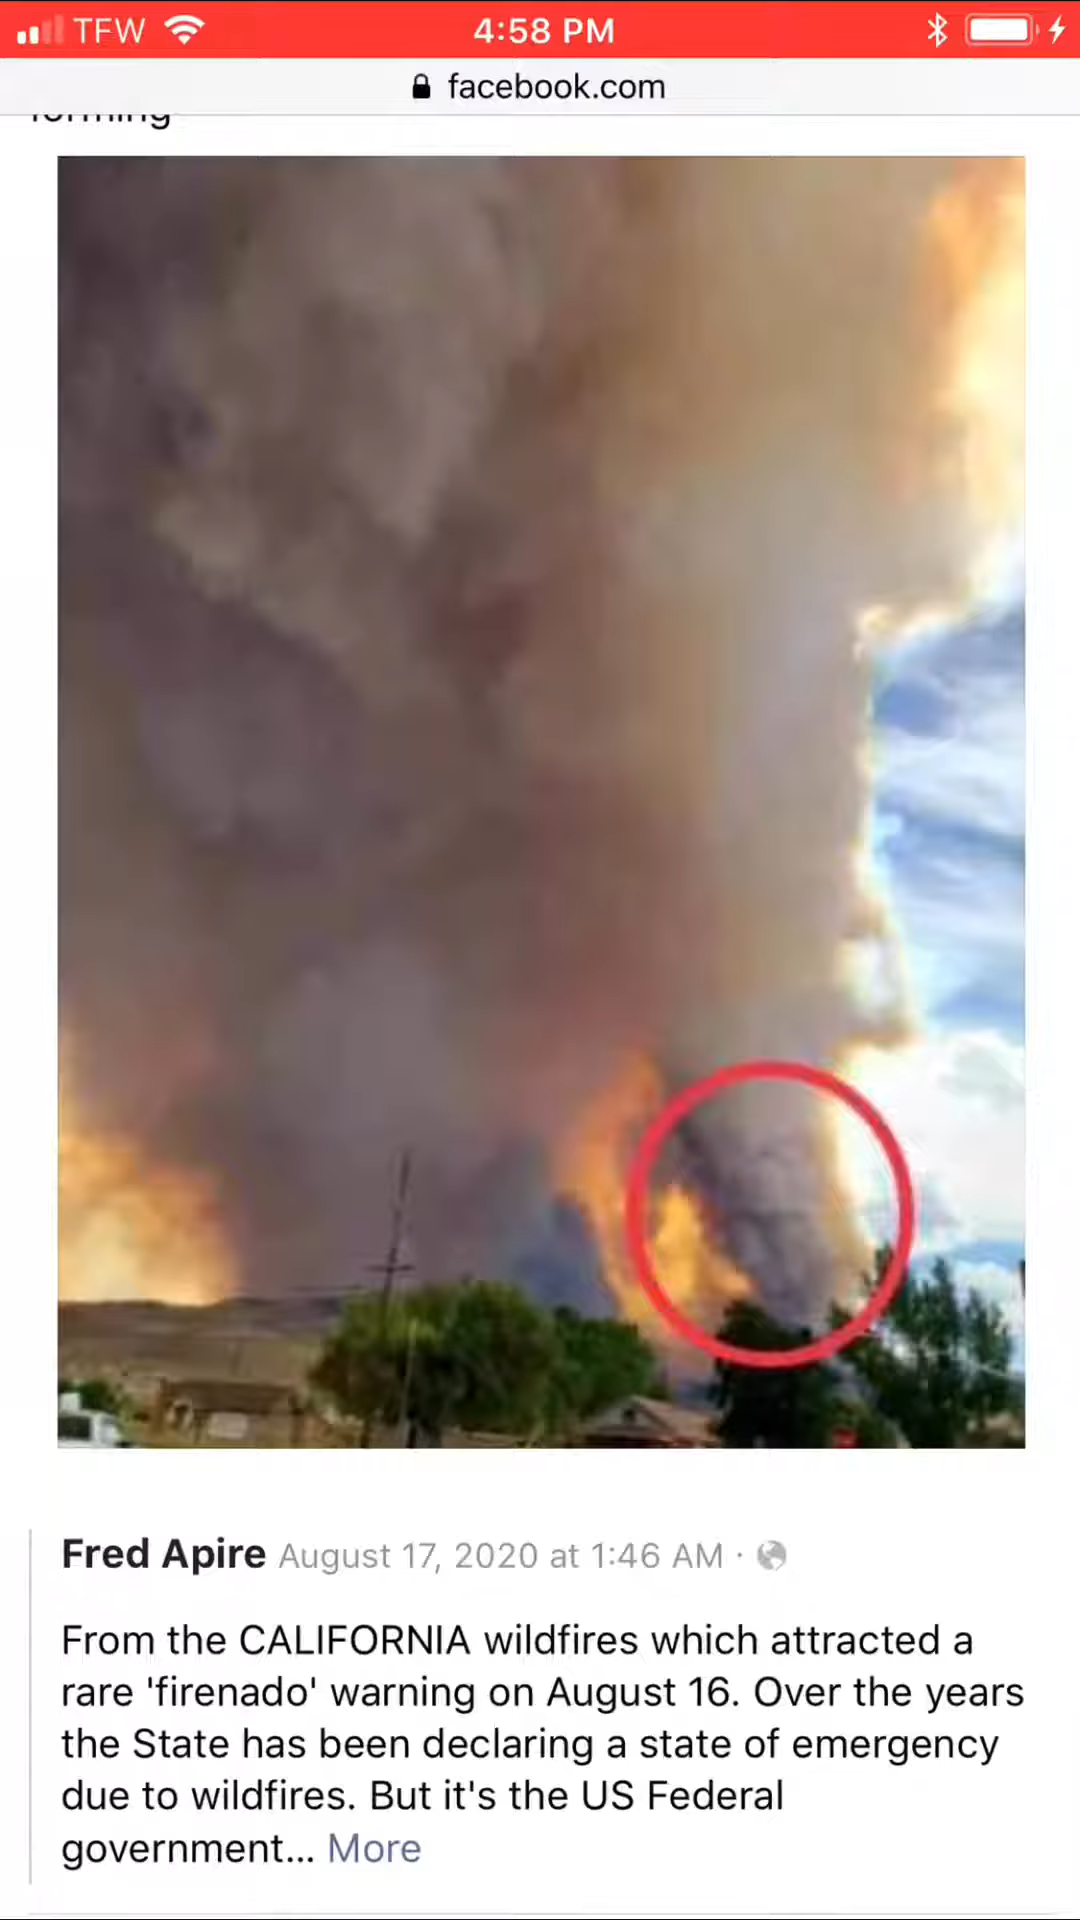 TFW 4:58 PM
facebook.com
forming
Fred Apire August 17, 2020 at 1:46 AM ·
From the CALIFORNIA wildfires which attracted a
rare 'firenado' warning on August 16. Over the years
the State has been declaring a state of emergency
due to wildfires. But it's the US Federal
government... More